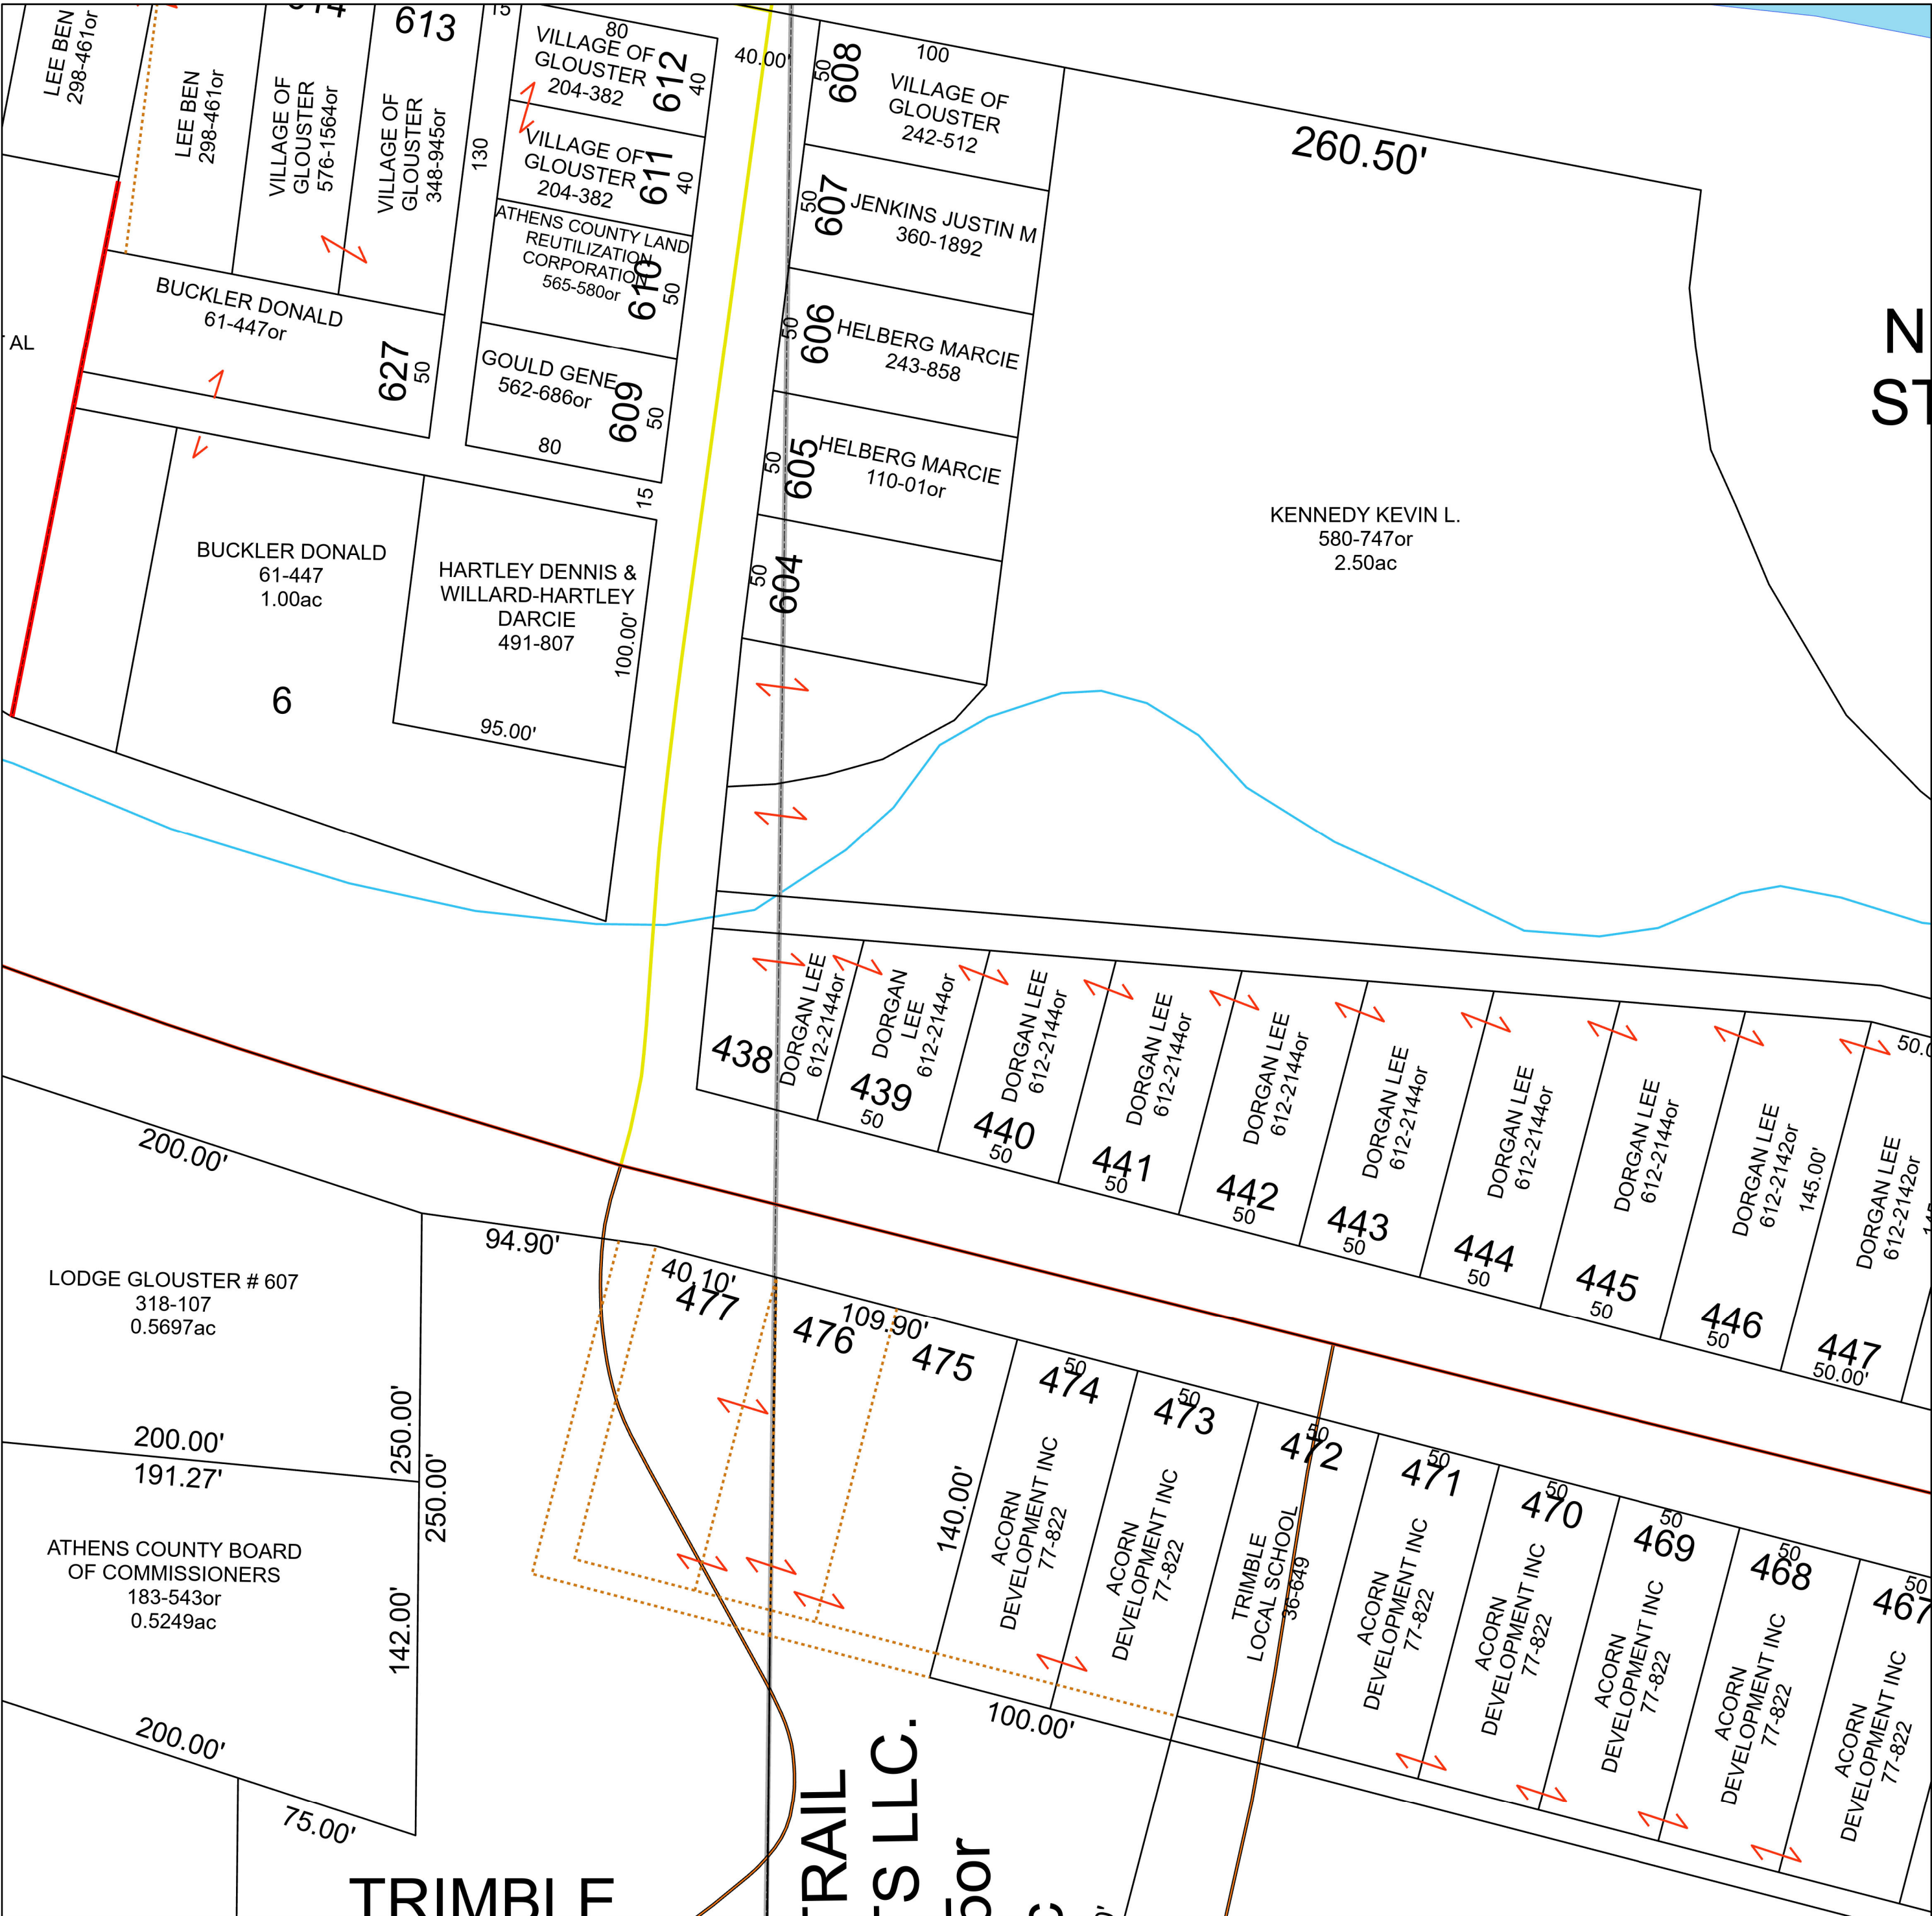 LEE BEN
298-461or
LEE BEN
298-461or
VILLAGE OF
GLOUSTER
576-1564or
613
VILLAGE OF
GLOUSTER
348-945or
15
130
80
VILLAGE OF
GLOUSTER
204-382
612
40
40.00'
VILLAGE OF
GLOUSTER
204-382
611
40
ATHENS COUNTY LAND
REUTILIZATION
CORPORATION
565-580or
610
50
GOULD GENE
562-686or
609
50
80
15
BUCKLER DONALD
61-447or
627
50
AL
BUCKLER DONALD
61-447
1.00ac
6
HARTLEY DENNIS &
WILLARD-HARTLEY
DARCIE
491-807
100.00'
95.00'
50
608
100
VILLAGE OF
GLOUSTER
242-512
50
607
JENKINS JUSTIN M
360-1892
50
606
HELBERG MARCIE
243-858
50
605
HELBERG MARCIE
110-01or
50
604
260.50'
KENNEDY KEVIN L.
580-747or
2.50ac
N
ST
438
DORGAN LEE
612-2144or
DORGAN
LEE
612-2144or
439
50
DORGAN LEE
612-2144or
440
50
DORGAN LEE
612-2144or
441
50
DORGAN LEE
612-2144or
442
50
DORGAN LEE
612-2144or
443
50
DORGAN LEE
612-2144or
444
50
DORGAN LEE
612-2144or
445
50
DORGAN LEE
612-2142or
145.00'
446
50
DORGAN LEE
612-2142or
447
50.00'
200.00'
94.90'
LODGE GLOUSTER # 607
318-107
0.5697ac
200.00'
191.27'
250.00'
250.00'
ATHENS COUNTY BOARD
OF COMMISSIONERS
183-543or
0.5249ac
142.00'
200.00'
75.00'
40.10'
477
109.90'
476
475
140.00'
50
474
ACORN
DEVELOPMENT INC
77-822
50
473
ACORN
DEVELOPMENT INC
77-822
50
472
TRIMBLE
LOCAL SCHOOL
36-649
50
471
ACORN
DEVELOPMENT INC
77-822
50
470
ACORN
DEVELOPMENT INC
77-822
50
469
ACORN
DEVELOPMENT INC
77-822
50
468
ACORN
DEVELOPMENT INC
77-822
50
467
ACORN
DEVELOPMENT INC
77-822
100.00'
TRIMBLE
TRAIL
TS LLC.
5or